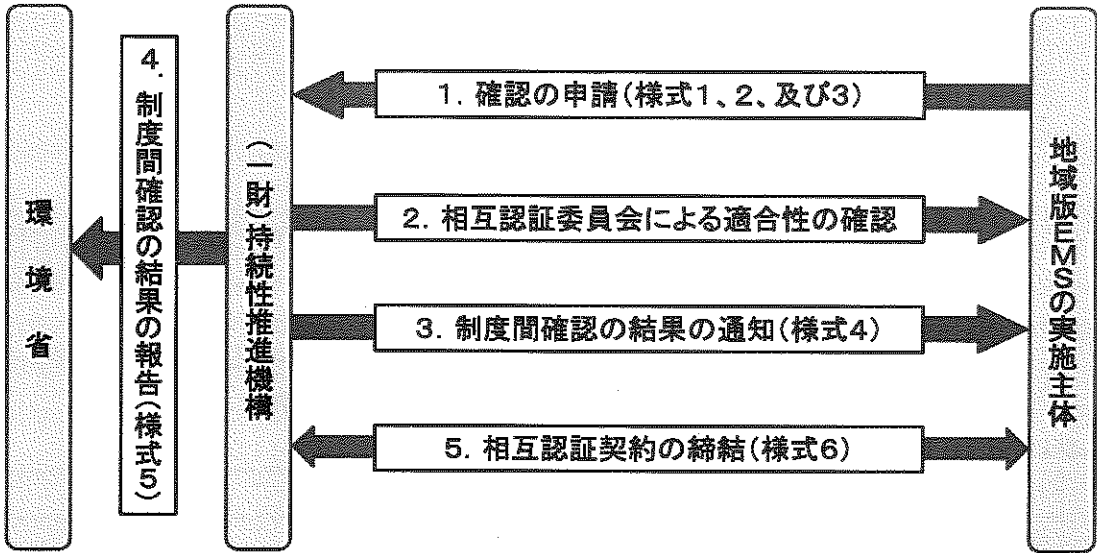 環境省
4．制度間確認の結果の報告(様式5)
(一財)持続性推進機構
1．確認の申請(様式1、2、及び3)
2．相互認証委員会による適合性の確認
3．制度間確認の結果の通知(様式4)
5．相互認証契約の締結(様式6)
地域版EMSの実施主体